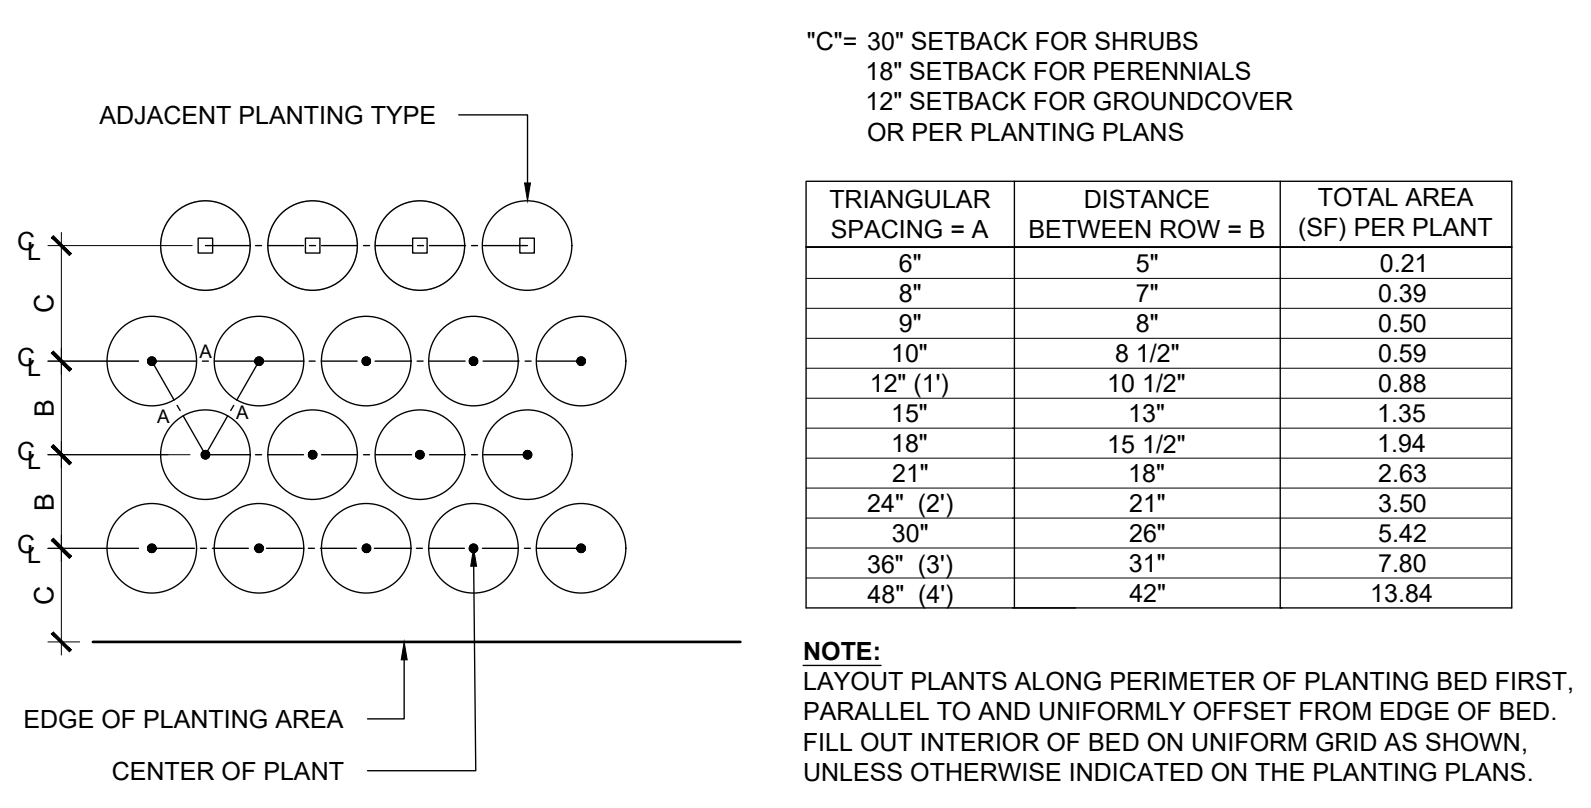 "C"= 30" SETBACK FOR SHRUBS
18" SETBACK FOR PERENNIALS
12" SETBACK FOR GROUNDCOVER
OR PER PLANTING PLANS
ADJACENT PLANTING TYPE
℄
C
℄
A
B
A A
℄
B
℄
C
EDGE OF PLANTING AREA
CENTER OF PLANT
TRIANGULAR SPACING = A DISTANCE BETWEEN ROW = B TOTAL AREA (SF) PER PLANT
6" 5" 0.21
8" 7" 0.39
9" 8" 0.50
10" 8 1/2" 0.59
12" (1') 10 1/2" 0.88
15" 13" 1.35
18" 15 1/2" 1.94
21" 18" 2.63
24" (2') 21" 3.50
30" 26" 5.42
36" (3') 31" 7.80
48" (4') 42" 13.84
NOTE:
LAYOUT PLANTS ALONG PERIMETER OF PLANTING BED FIRST,
PARALLEL TO AND UNIFORMLY OFFSET FROM EDGE OF BED.
FILL OUT INTERIOR OF BED ON UNIFORM GRID AS SHOWN,
UNLESS OTHERWISE INDICATED ON THE PLANTING PLANS.